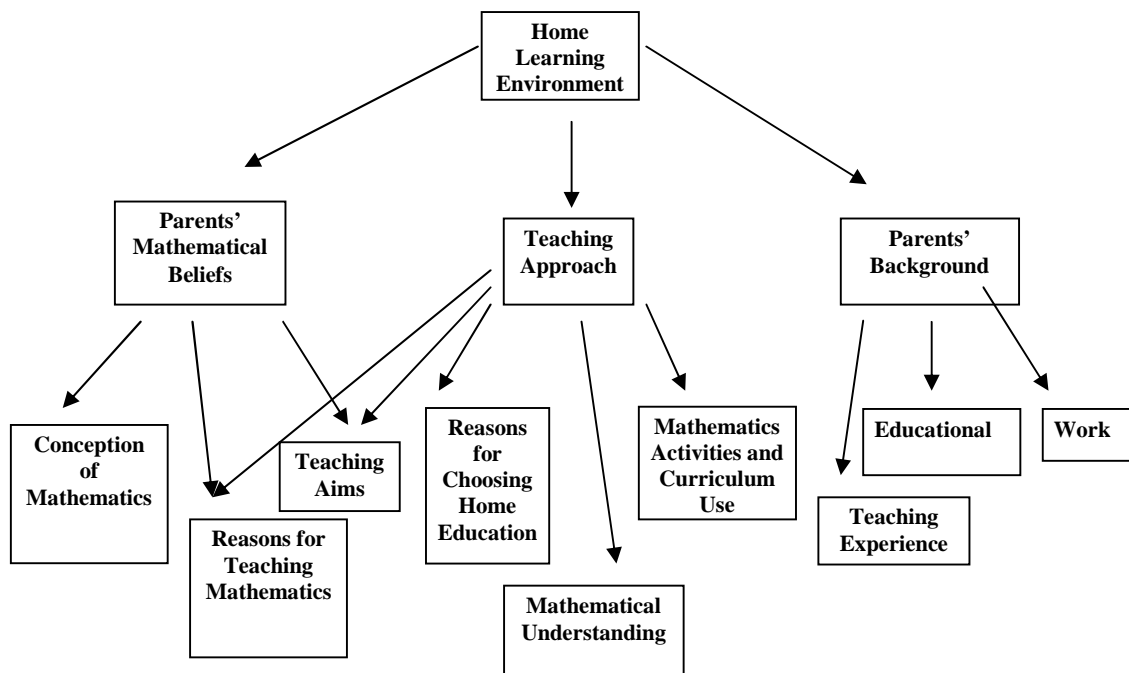 Home
Learning
Environment
Parents’
Mathematical
Beliefs
Teaching
Approach
Parents’
Background
Conception
of
Mathematics
Reasons for
Teaching
Mathematics
Teaching
Aims
Reasons
for
Choosing
Home
Education
Mathematical
Understanding
Mathematics
Activities and
Curriculum
Use
Teaching
Experience
Educational
Work